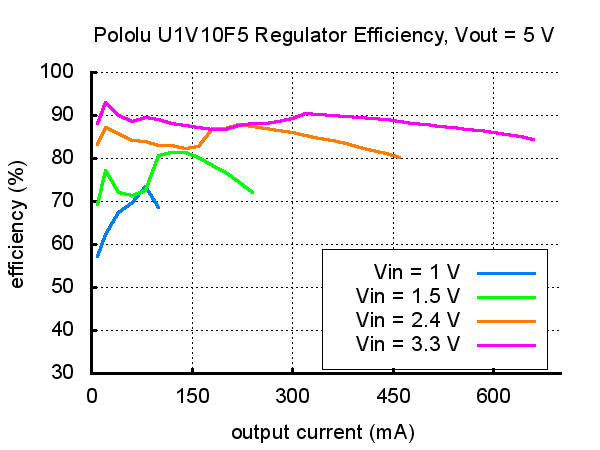 Pololu U1V10F5 Regulator Efficiency, Vout = 5 V
efficiency (%)
100
90
80
70
60
50
40
30
0 150 300 450 600
output current (mA)
Vin = 1 V
Vin = 1.5 V
Vin = 2.4 V
Vin = 3.3 V